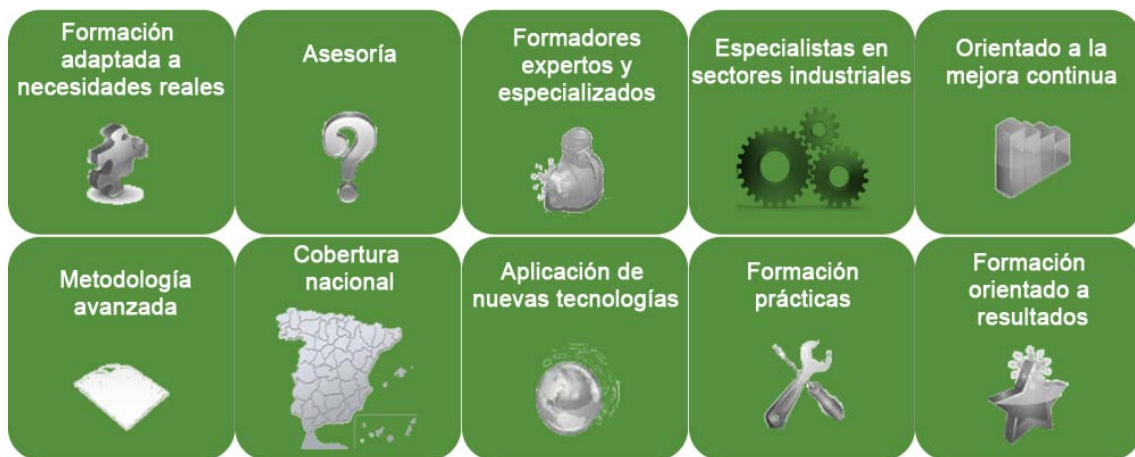 Formación
adaptada a
necesidades reales
Asesoría
Formadores
expertos y
especializados
Especialistas en
sectores industriales
Orientado a la
mejora continua
Metodología
avanzada
Cobertura
nacional
Aplicación de
nuevas tecnologías
Formación
prácticas
Formación
orientado a
resultados